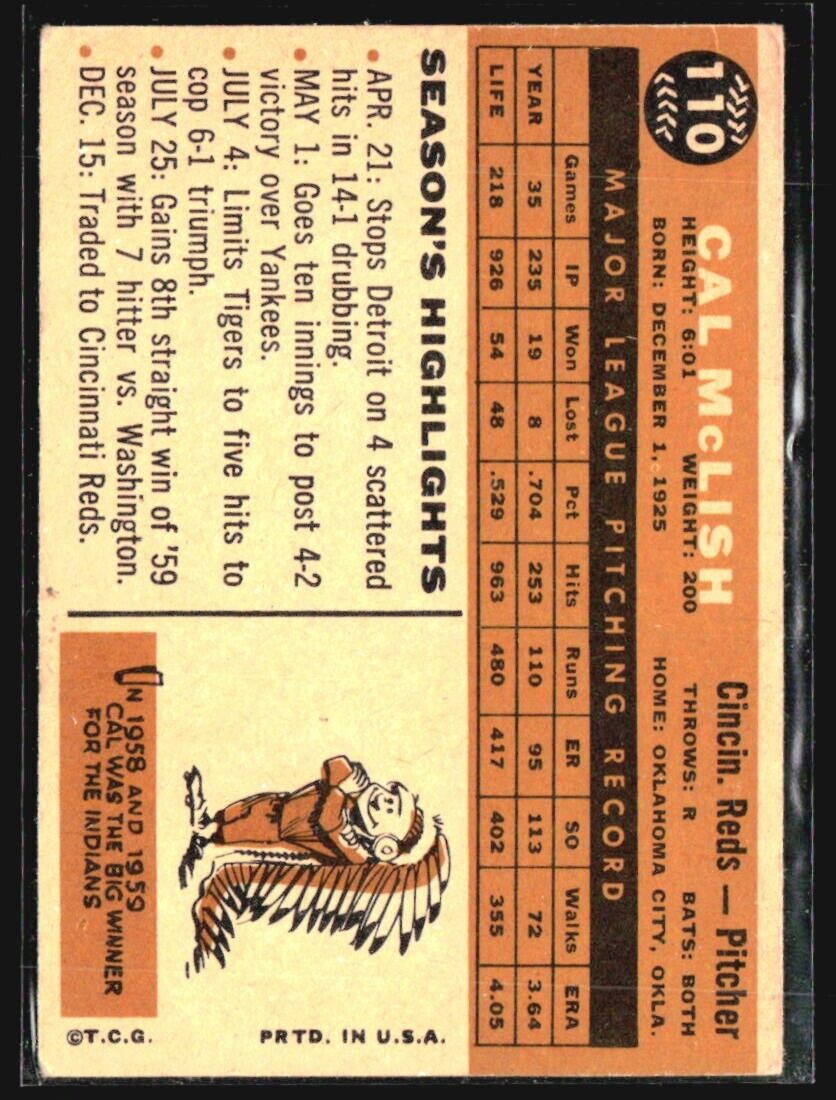 110
CAL McLISH
Cincin. Reds — Pitcher
HEIGHT: 6:01 WEIGHT: 200 THROWS: R BATS: BOTH
BORN: DECEMBER 1, 1925 HOME: OKLAHOMA CITY, OKLA.
MAJOR LEAGUE PITCHING RECORD
Games IP Won Lost Pct Hits Runs ER SO Walks ERA
YEAR 35 235 19 8 .704 253 110 95 113 72 3.64
LIFE 218 926 54 48 .529 963 480 417 402 355 4.05
SEASON'S HIGHLIGHTS
• APR. 21: Stops Detroit on 4 scattered
hits in 14-1 drubbing.
• MAY 1: Goes ten innings to post 4-2
victory over Yankees.
• JULY 4: Limits Tigers to five hits to
cop 6-1 triumph.
• JULY 25: Gains 8th straight win of '59
season with 7 hitter vs. Washington.
• DEC. 15: Traded to Cincinnati Reds.
IN 1958 AND 1959
CAL WAS THE BIG WINNER
FOR THE INDIANS
©T.C.G. PRTD. IN U.S.A.